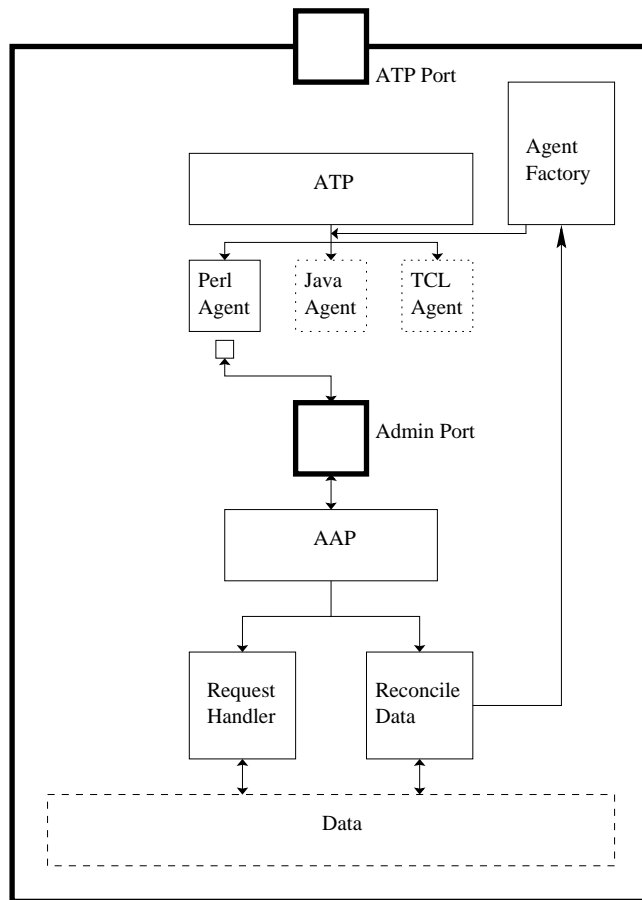 ATP Port
Agent
Factory
ATP
Perl
Agent
Java
Agent
TCL
Agent
Admin Port
AAP
Request
Handler
Reconcile
Data
Data